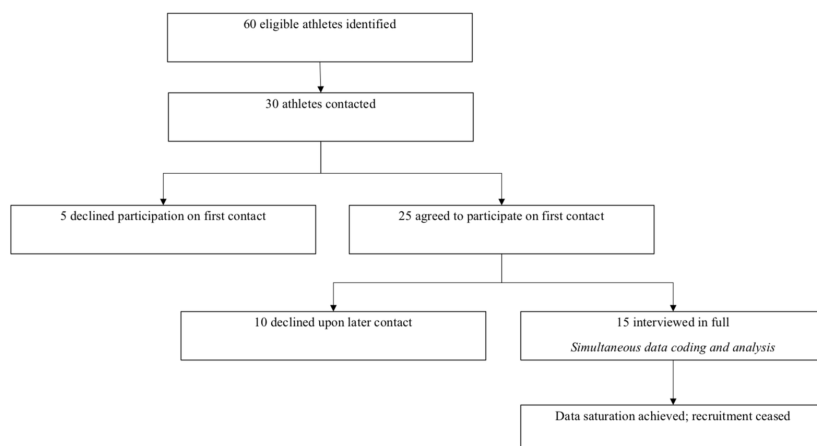 60 eligible athletes identified
30 athletes contacted
5 declined participation on first contact
25 agreed to participate on first contact
10 declined upon later contact
15 interviewed in full
Simultaneous data coding and analysis
Data saturation achieved; recruitment ceased